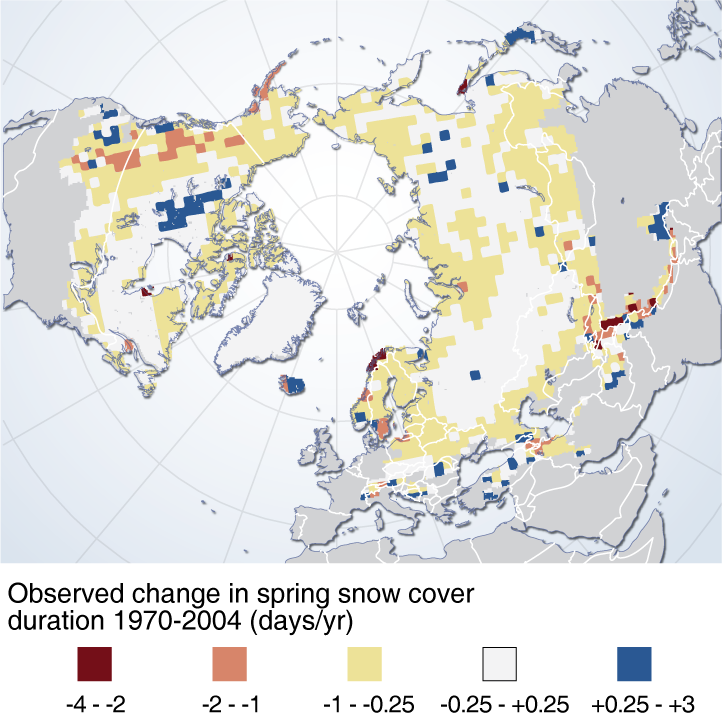 Observed change in spring snow cover
duration 1970-2004 (days/yr)
-4 - -2 -2 - -1 -1 - -0.25 -0.25 - +0.25 +0.25 - +3